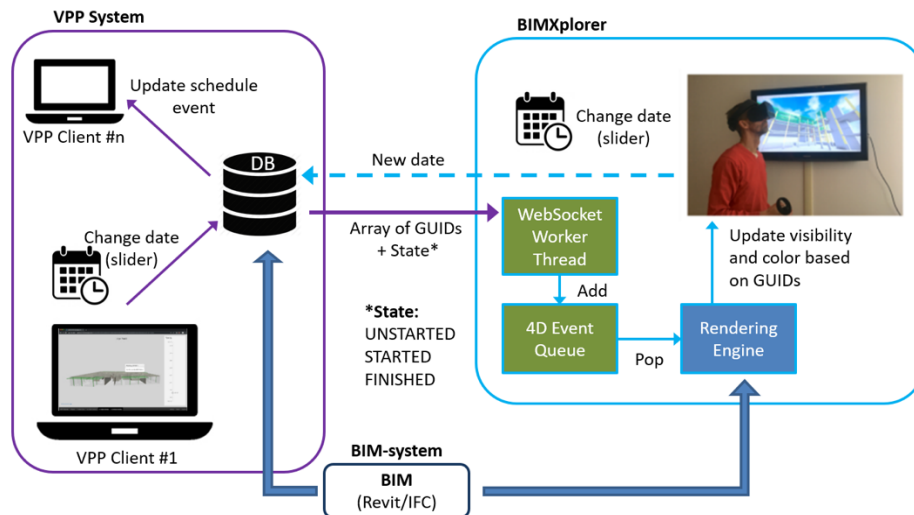 VPP System
BIMXplorer
Update schedule
event
VPP Client #n
DB
Change date
(slider)
New date
Change date
(slider)
Array of GUIDs
+ State*
WebSocket
Worker
Thread
Update visibility
and color based
on GUIDs
Add
*State:
UNSTARTED
STARTED
FINISHED
4D Event
Queue
Pop
Rendering
Engine
VPP Client #1
BIM-system
BIM
(Revit/IFC)